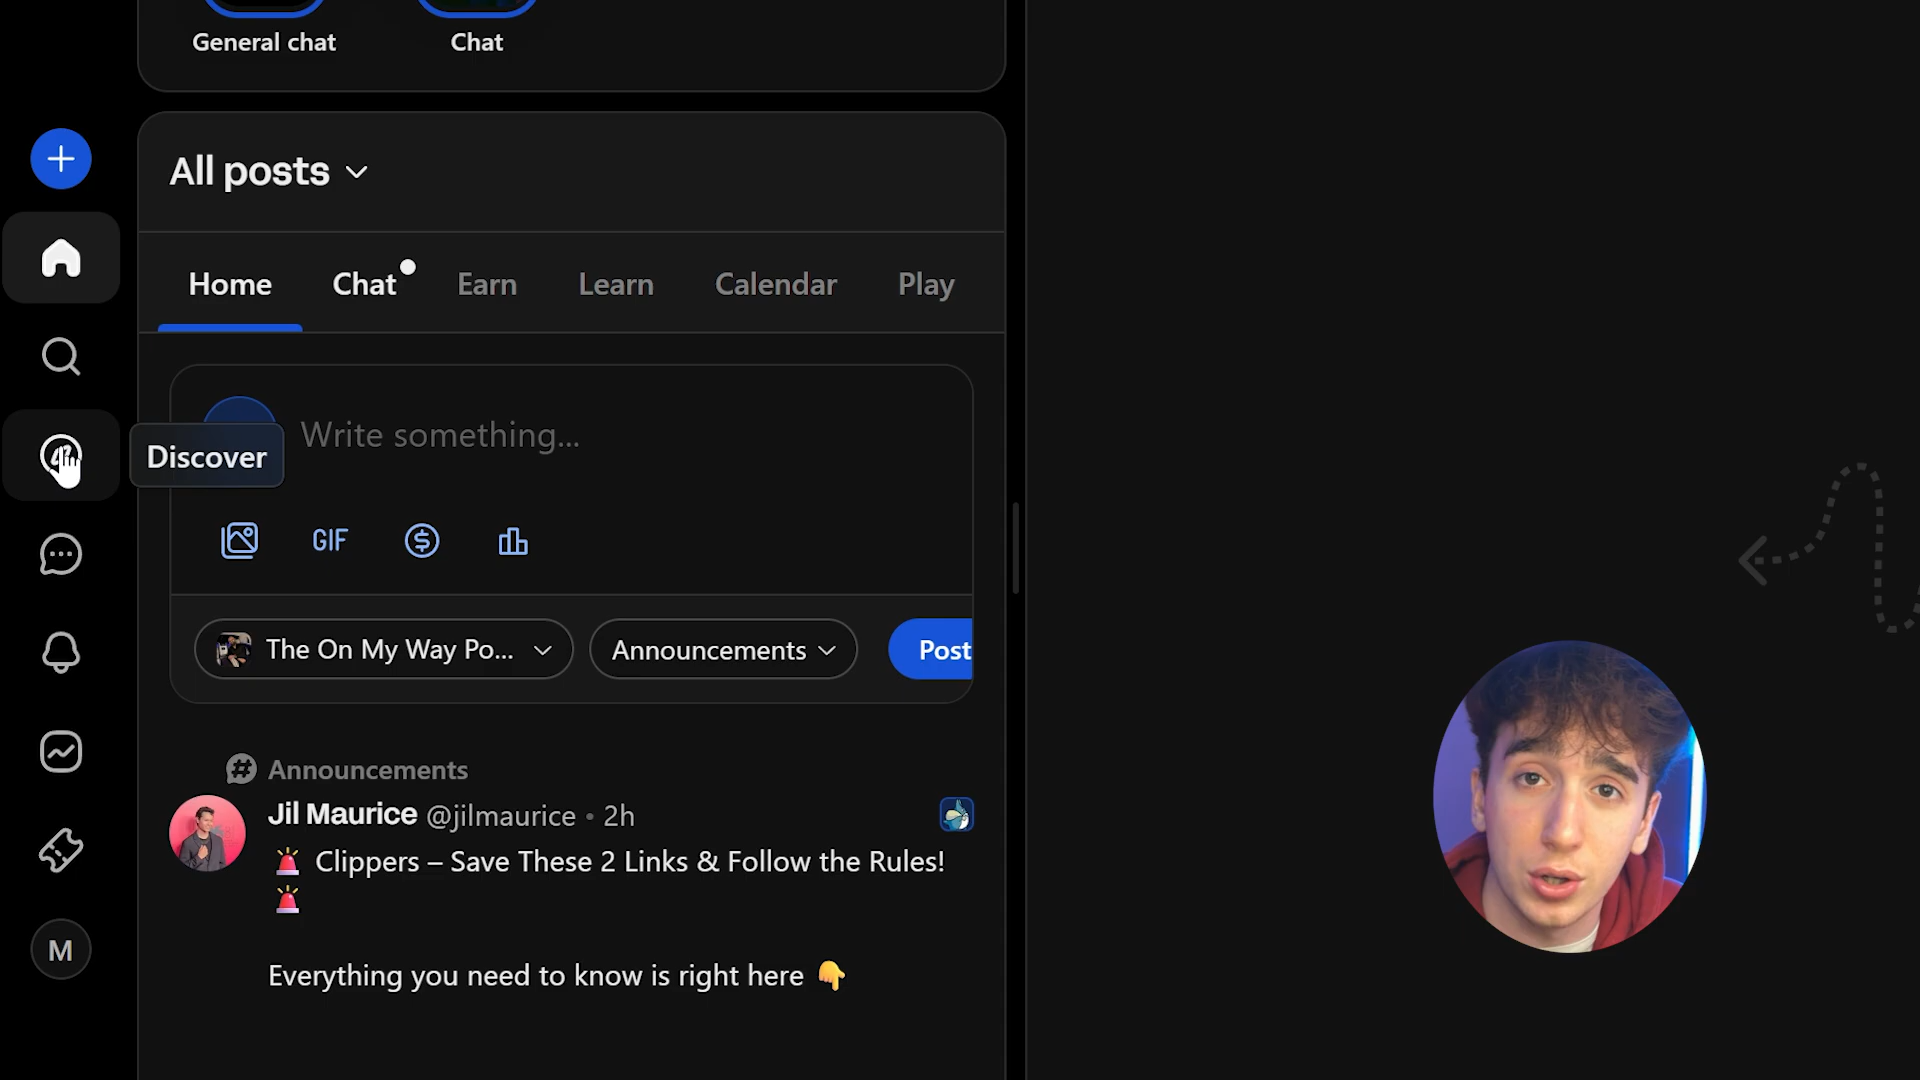 General chat
Chat
All posts
Home
Chat
Earn
Learn
Calendar
Play
Write something...
Discover
GIF
The On My Way Po...
Announcements
Post
Announcements
Jil Maurice @jilmaurice • 2h
🚨 Clippers – Save These 2 Links & Follow the Rules!
🚨
Everything you need to know is right here 👇
M